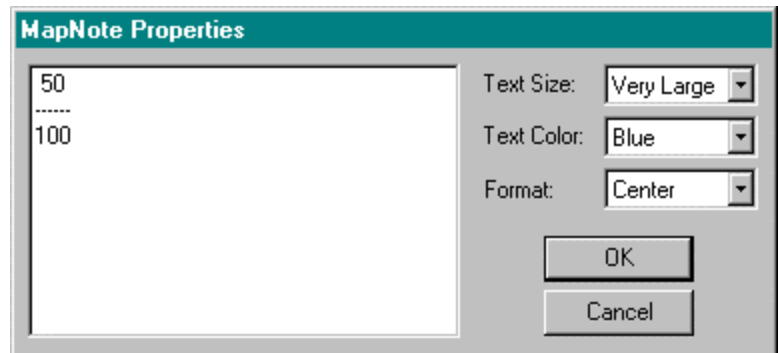 MapNote Properties
50
------
100
Text Size: Very Large
Text Color: Blue
Format: Center
OK
Cancel